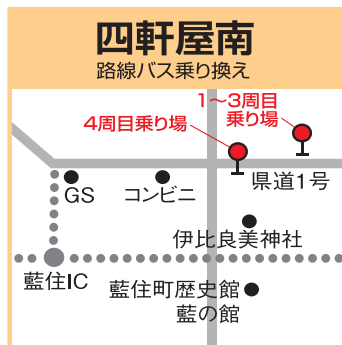 四軒屋南
路線バス乗り換え
1〜3周目
乗り場
4周目乗り場
県道1号
GS
コンビニ
伊比良美神社
藍住IC
藍住町歴史館
藍の館